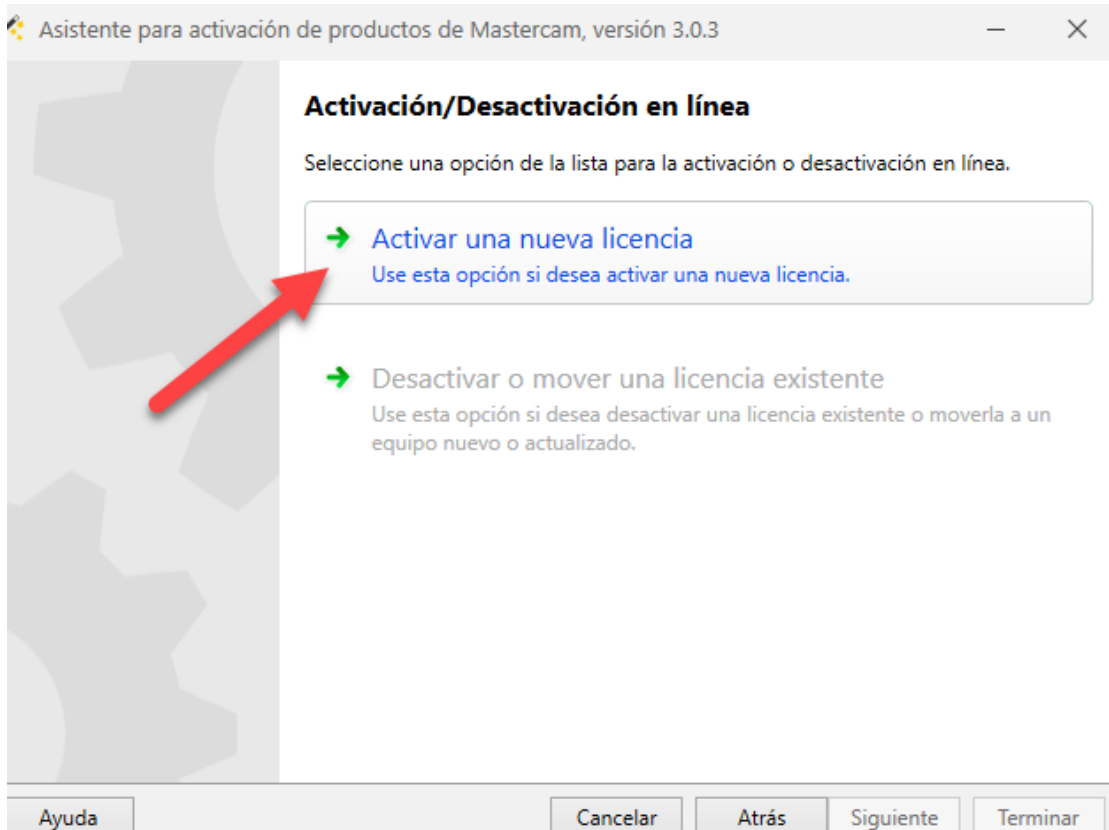 Asistente para activación de productos de Mastercam, versión 3.0.3
Activación/Desactivación en línea
Seleccione una opción de la lista para la activación o desactivación en línea.
Activar una nueva licencia
Use esta opción si desea activar una nueva licencia.
Desactivar o mover una licencia existente
Use esta opción si desea desactivar una licencia existente o moverla a un
equipo nuevo o actualizado.
Ayuda Cancelar Atrás Siguiente Terminar